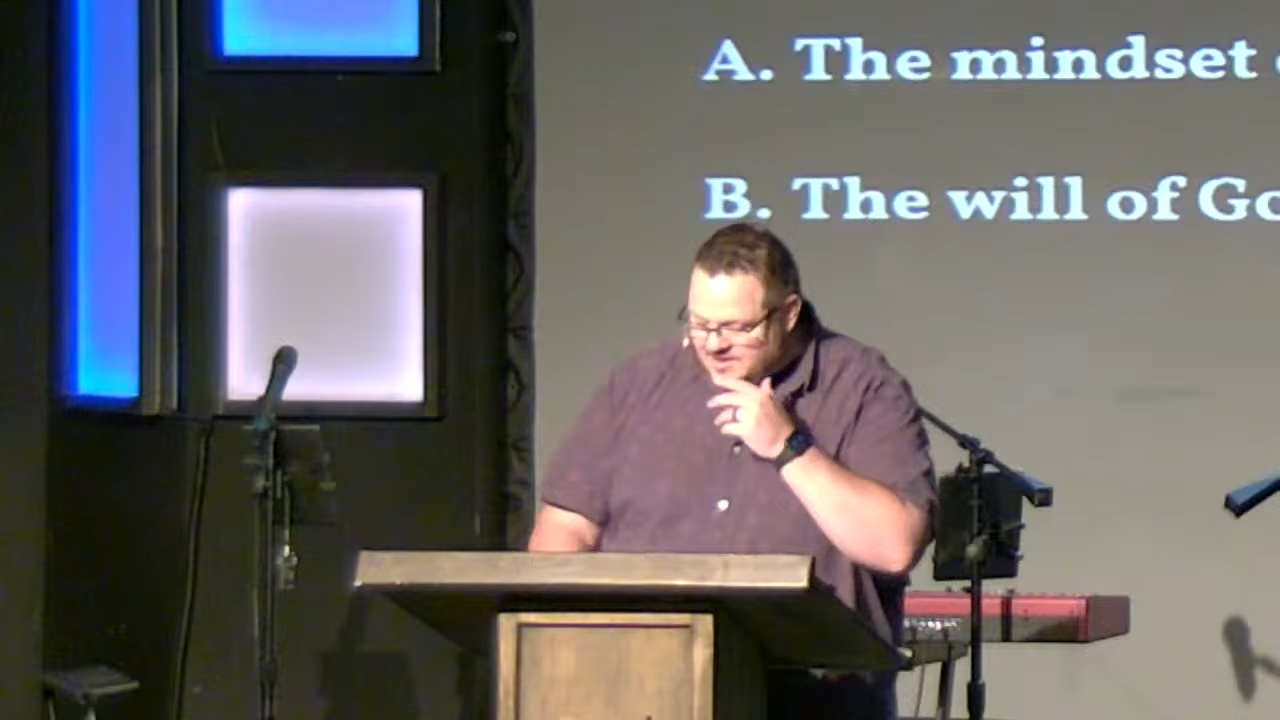 A. The mindset
B. The will of